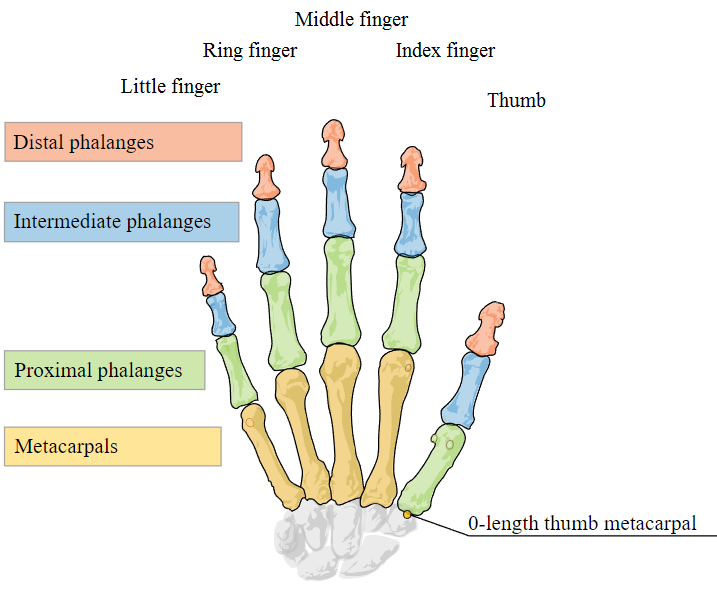 Middle finger
Ring finger
Index finger
Little finger
Thumb
Distal phalanges
Intermediate phalanges
Proximal phalanges
Metacarpals
0-length thumb metacarpal